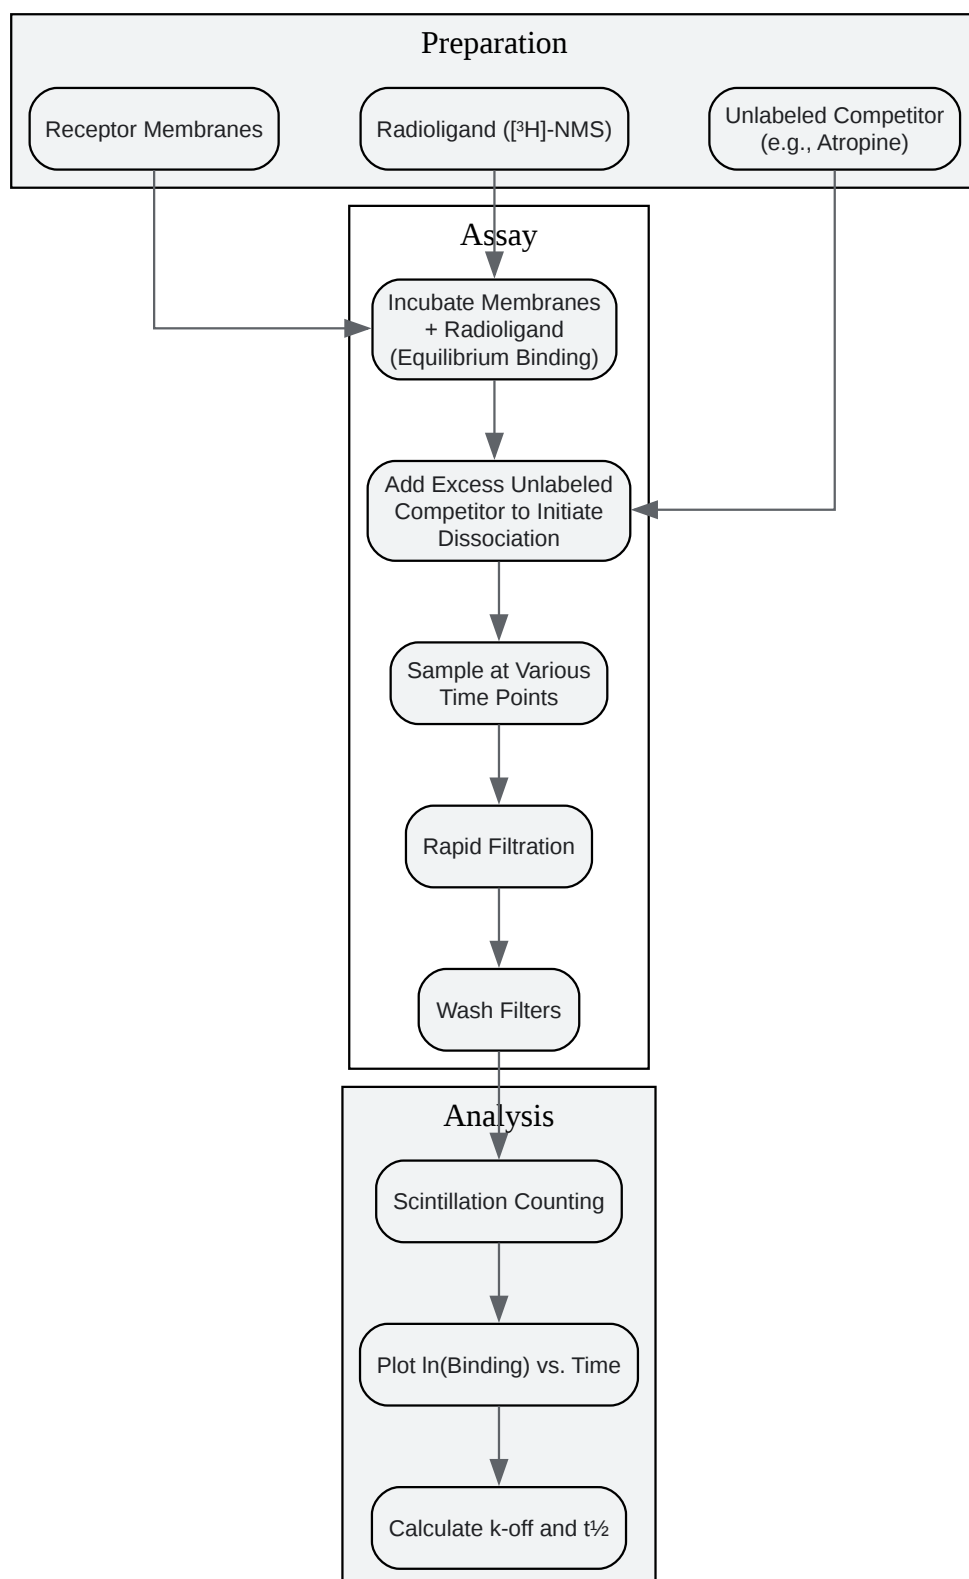 Preparation
Receptor Membranes
Radioligand ([³H]-NMS)
Unlabeled Competitor
(e.g., Atropine)
Assay
Incubate Membranes
+ Radioligand
(Equilibrium Binding)
Add Excess Unlabeled
Competitor to Initiate
Dissociation
Sample at Various
Time Points
Rapid Filtration
Wash Filters
Analysis
Scintillation Counting
Plot ln(Binding) vs. Time
Calculate k-off and t½